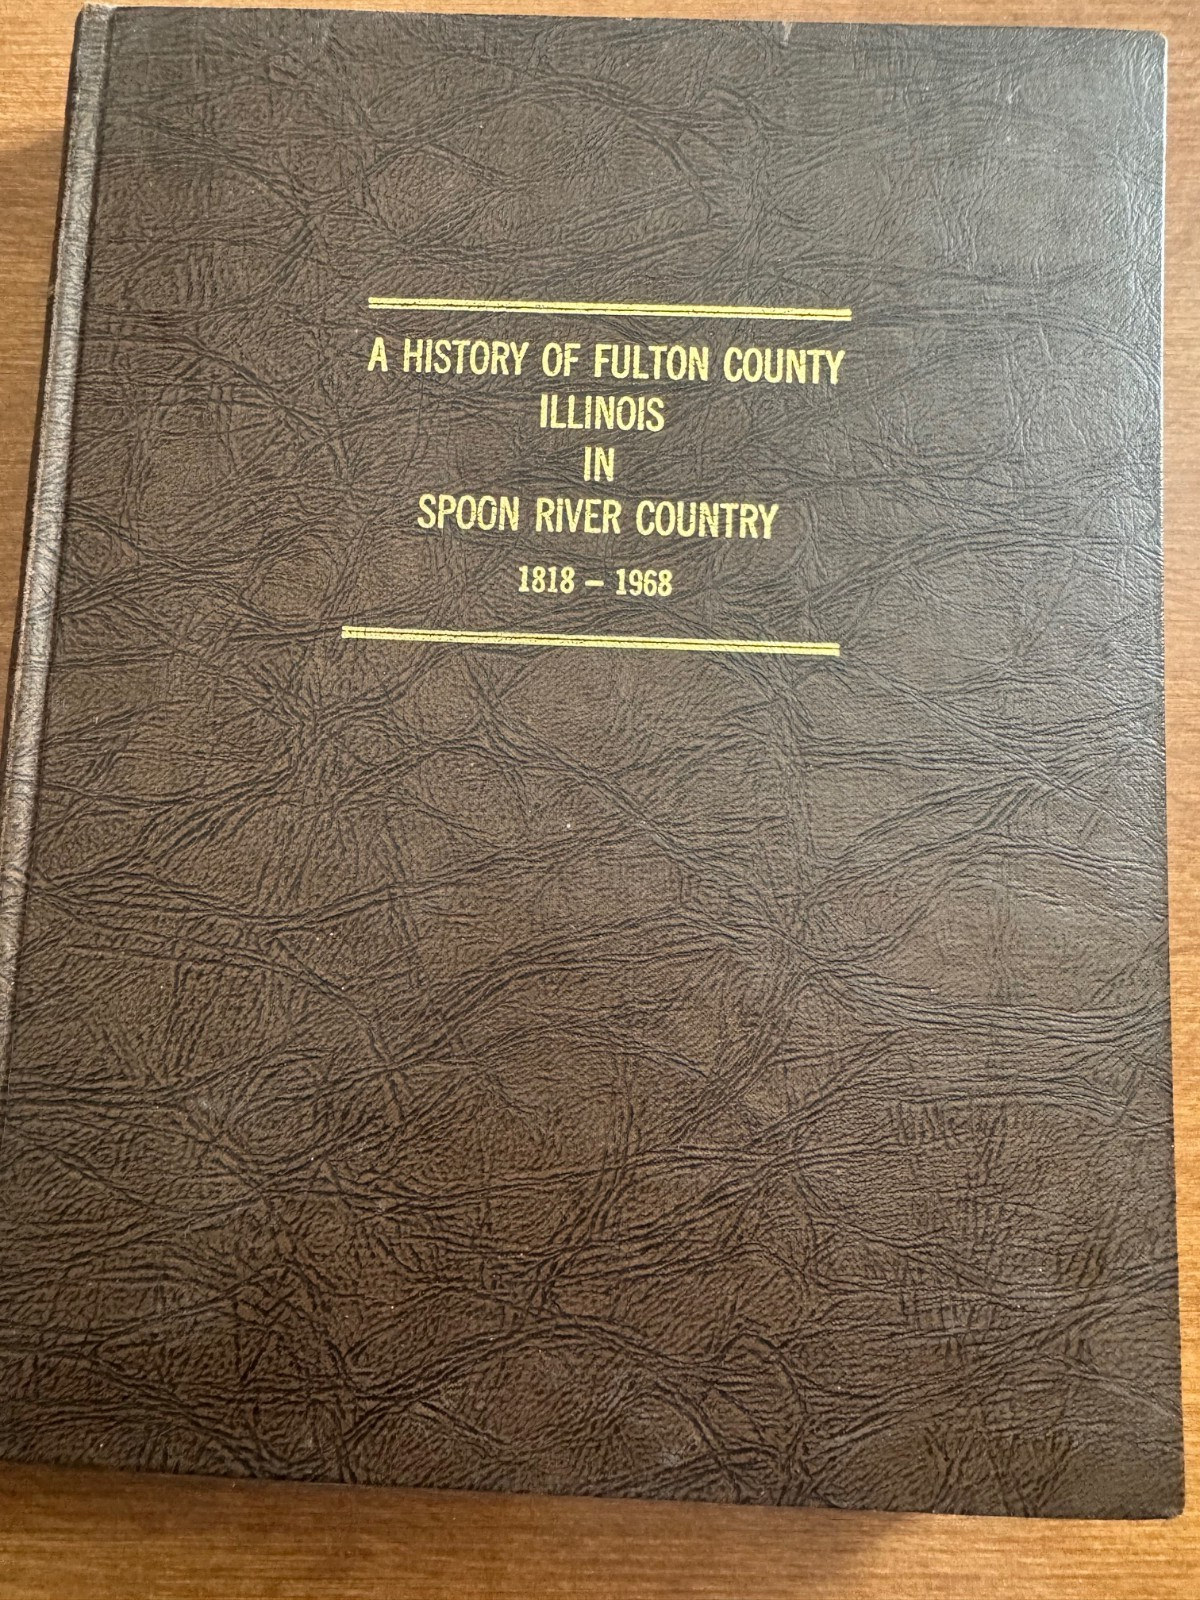 A HISTORY OF FULTON COUNTY
ILLINOIS
IN
SPOON RIVER COUNTRY
1818 – 1968